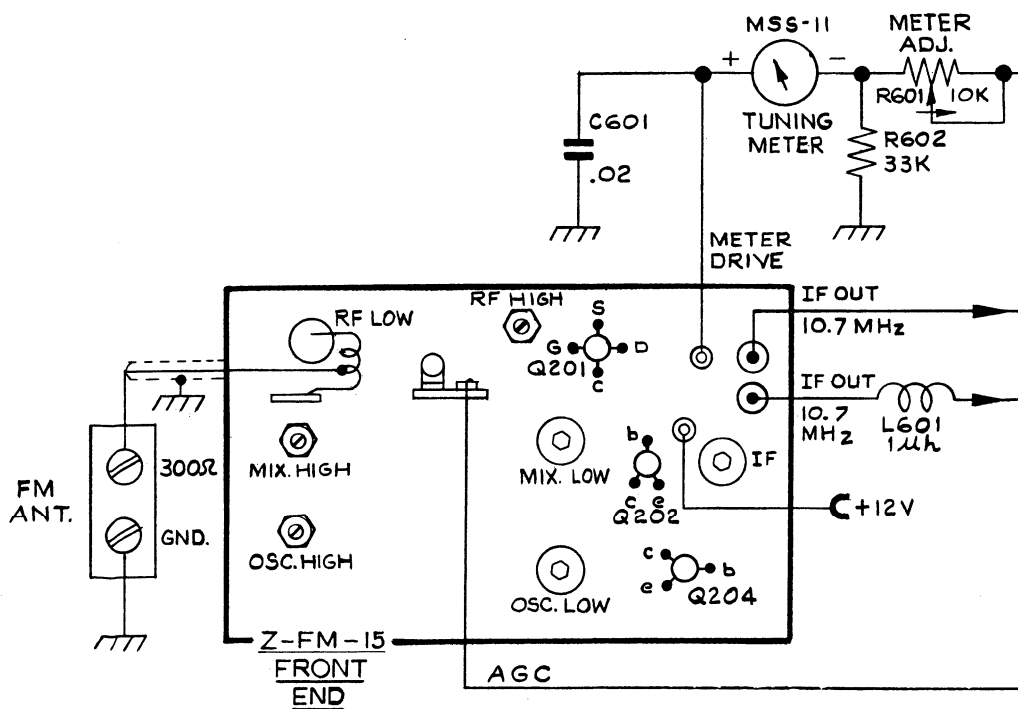 MSS-11
METER
ADJ.
+
-
R601
10K
TUNING
METER
C601
.02
R602
33K
METER
DRIVE
RF HIGH
IF OUT
10.7 MHz
RF LOW
S
G
D
Q201
C
IF OUT
10.7
MHz
L601
1µh
FM
ANT.
300Ω
GND.
MIX. HIGH
OSC. HIGH
MIX. LOW
b
c
e
Q202
IF
+12V
OSC. LOW
c
b
e
Q204
Z-FM-15
FRONT
END
AGC